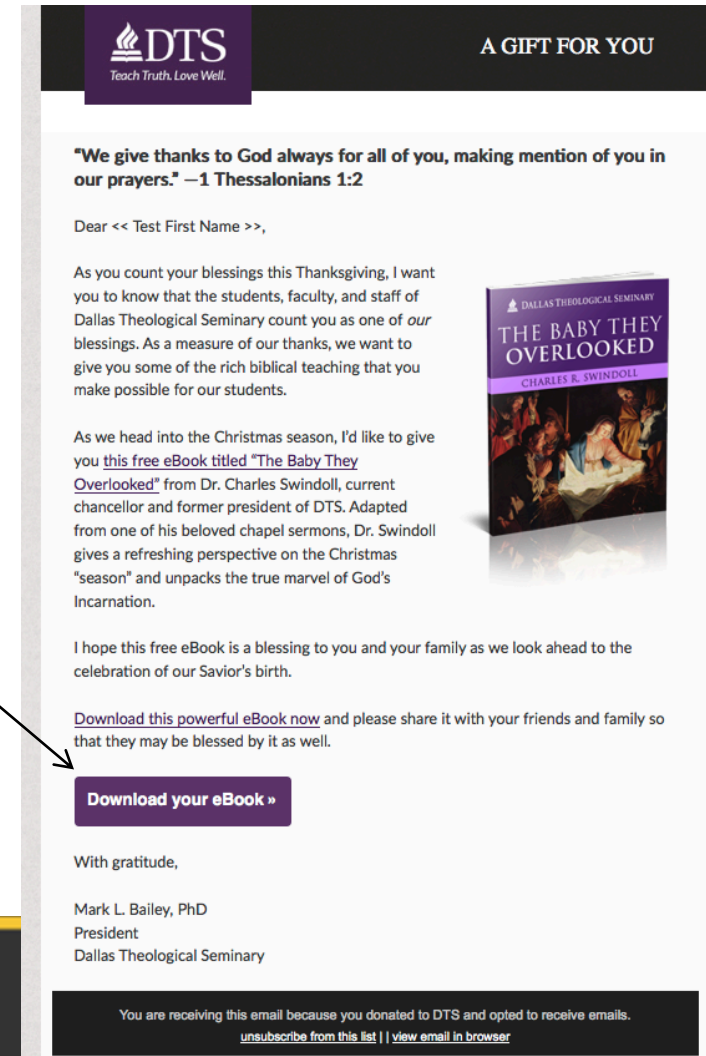 DTS
Teach Truth. Love Well.
A GIFT FOR YOU
“We give thanks to God always for all of you, making mention of you in
our prayers.” —1 Thessalonians 1:2
Dear << Test First Name >>,
As you count your blessings this Thanksgiving, I want
you to know that the students, faculty, and staff of
Dallas Theological Seminary count you as one of our
blessings. As a measure of our thanks, we want to
give you some of the rich biblical teaching that you
make possible for our students.
DALLAS THEOLOGICAL SEMINARY
THE BABY THEY
OVERLOOKED
CHARLES R. SWINDOLL
As we head into the Christmas season, I’d like to give
you this free eBook titled “The Baby They
Overlooked” from Dr. Charles Swindoll, current
chancellor and former president of DTS. Adapted
from one of his beloved chapel sermons, Dr. Swindoll
gives a refreshing perspective on the Christmas
“season” and unpacks the true marvel of God’s
Incarnation.
I hope this free eBook is a blessing to you and your family as we look ahead to the
celebration of our Savior’s birth.
Download this powerful eBook now and please share it with your friends and family so
that they may be blessed by it as well.
Download your eBook »
With gratitude,
Mark L. Bailey, PhD
President
Dallas Theological Seminary
You are receiving this email because you donated to DTS and opted to receive emails.
unsubscribe from this list | | view email in browser